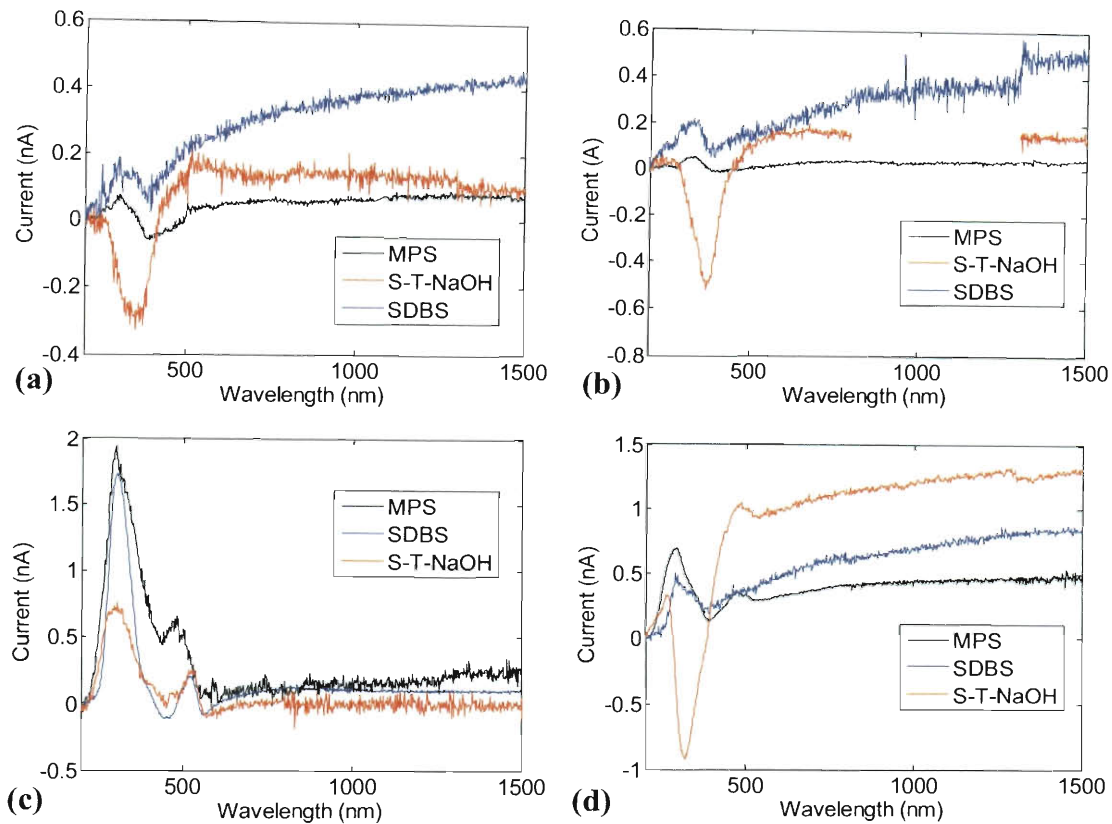 0.6
0.4
0.2
0
-0.2
-0.4
Current (nA)
MPS
S-T-NaOH
SDBS
500
1000
1500
Wavelength (nm)
(a)
0.6
0.4
0.2
0
-0.2
-0.4
-0.6
-0.8
Current (A)
MPS
S-T-NaOH
SDBS
500
1000
1500
Wavelength (nm)
(b)
2
1.5
1
0.5
0
0.5
Current (nA)
MPS
SDBS
S-T-NaOH
500
1000
1500
Wavelength (nm)
(c)
1.5
1
0.5
0
-0.5
-1
Current (nA)
MPS
SDBS
S-T-NaOH
500
1000
1500
Wavelength (nm)
(d)